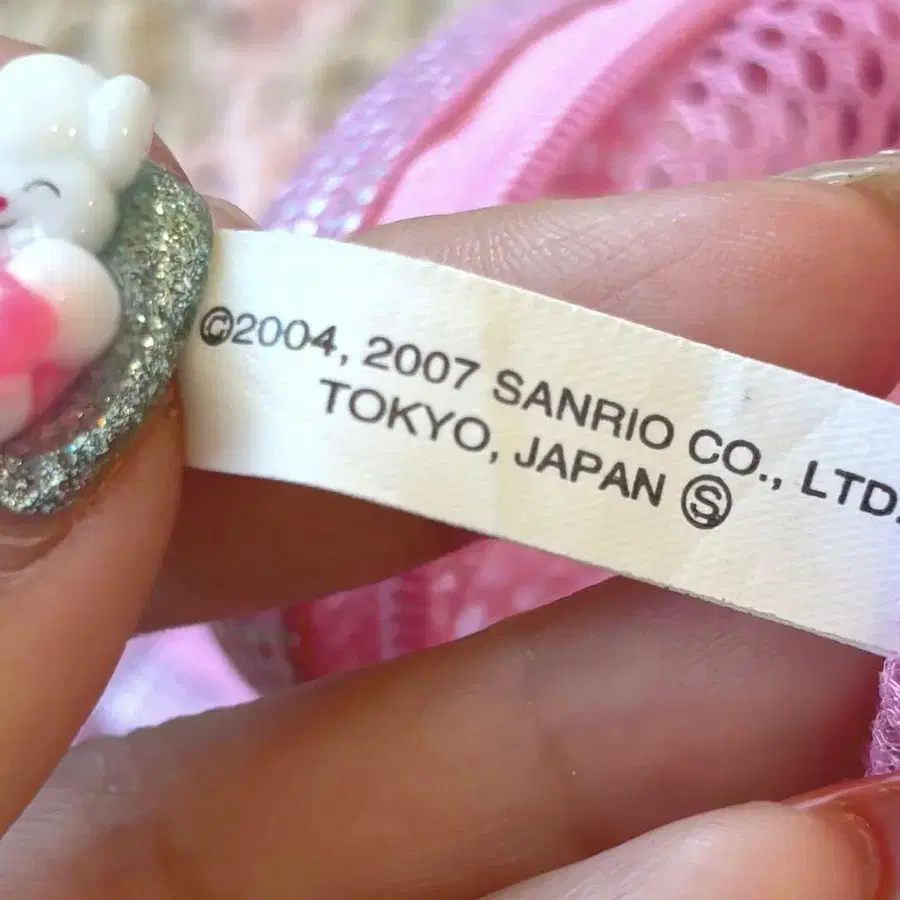 ©2004, 2007 SANRIO CO., LTD.
TOKYO, JAPAN Ⓢ